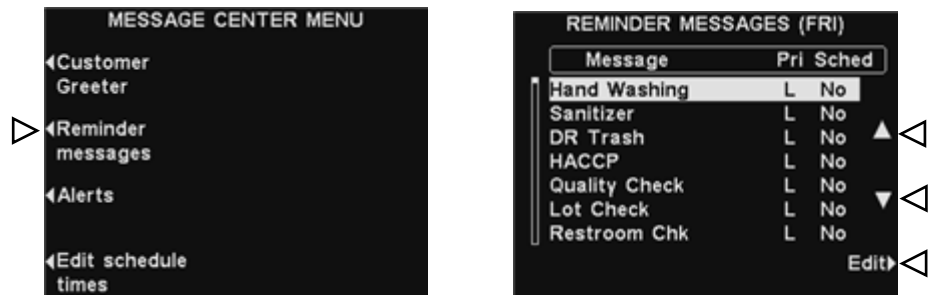 MESSAGE CENTER MENU
Customer
Greeter
Reminder
messages
Alerts
Edit schedule
times
REMINDER MESSAGES (FRI)
Message Pri Sched
Hand Washing L No
Sanitizer L No
DR Trash L No
HACCP L No
Quality Check L No
Lot Check L No
Restroom Chk L No
Edit